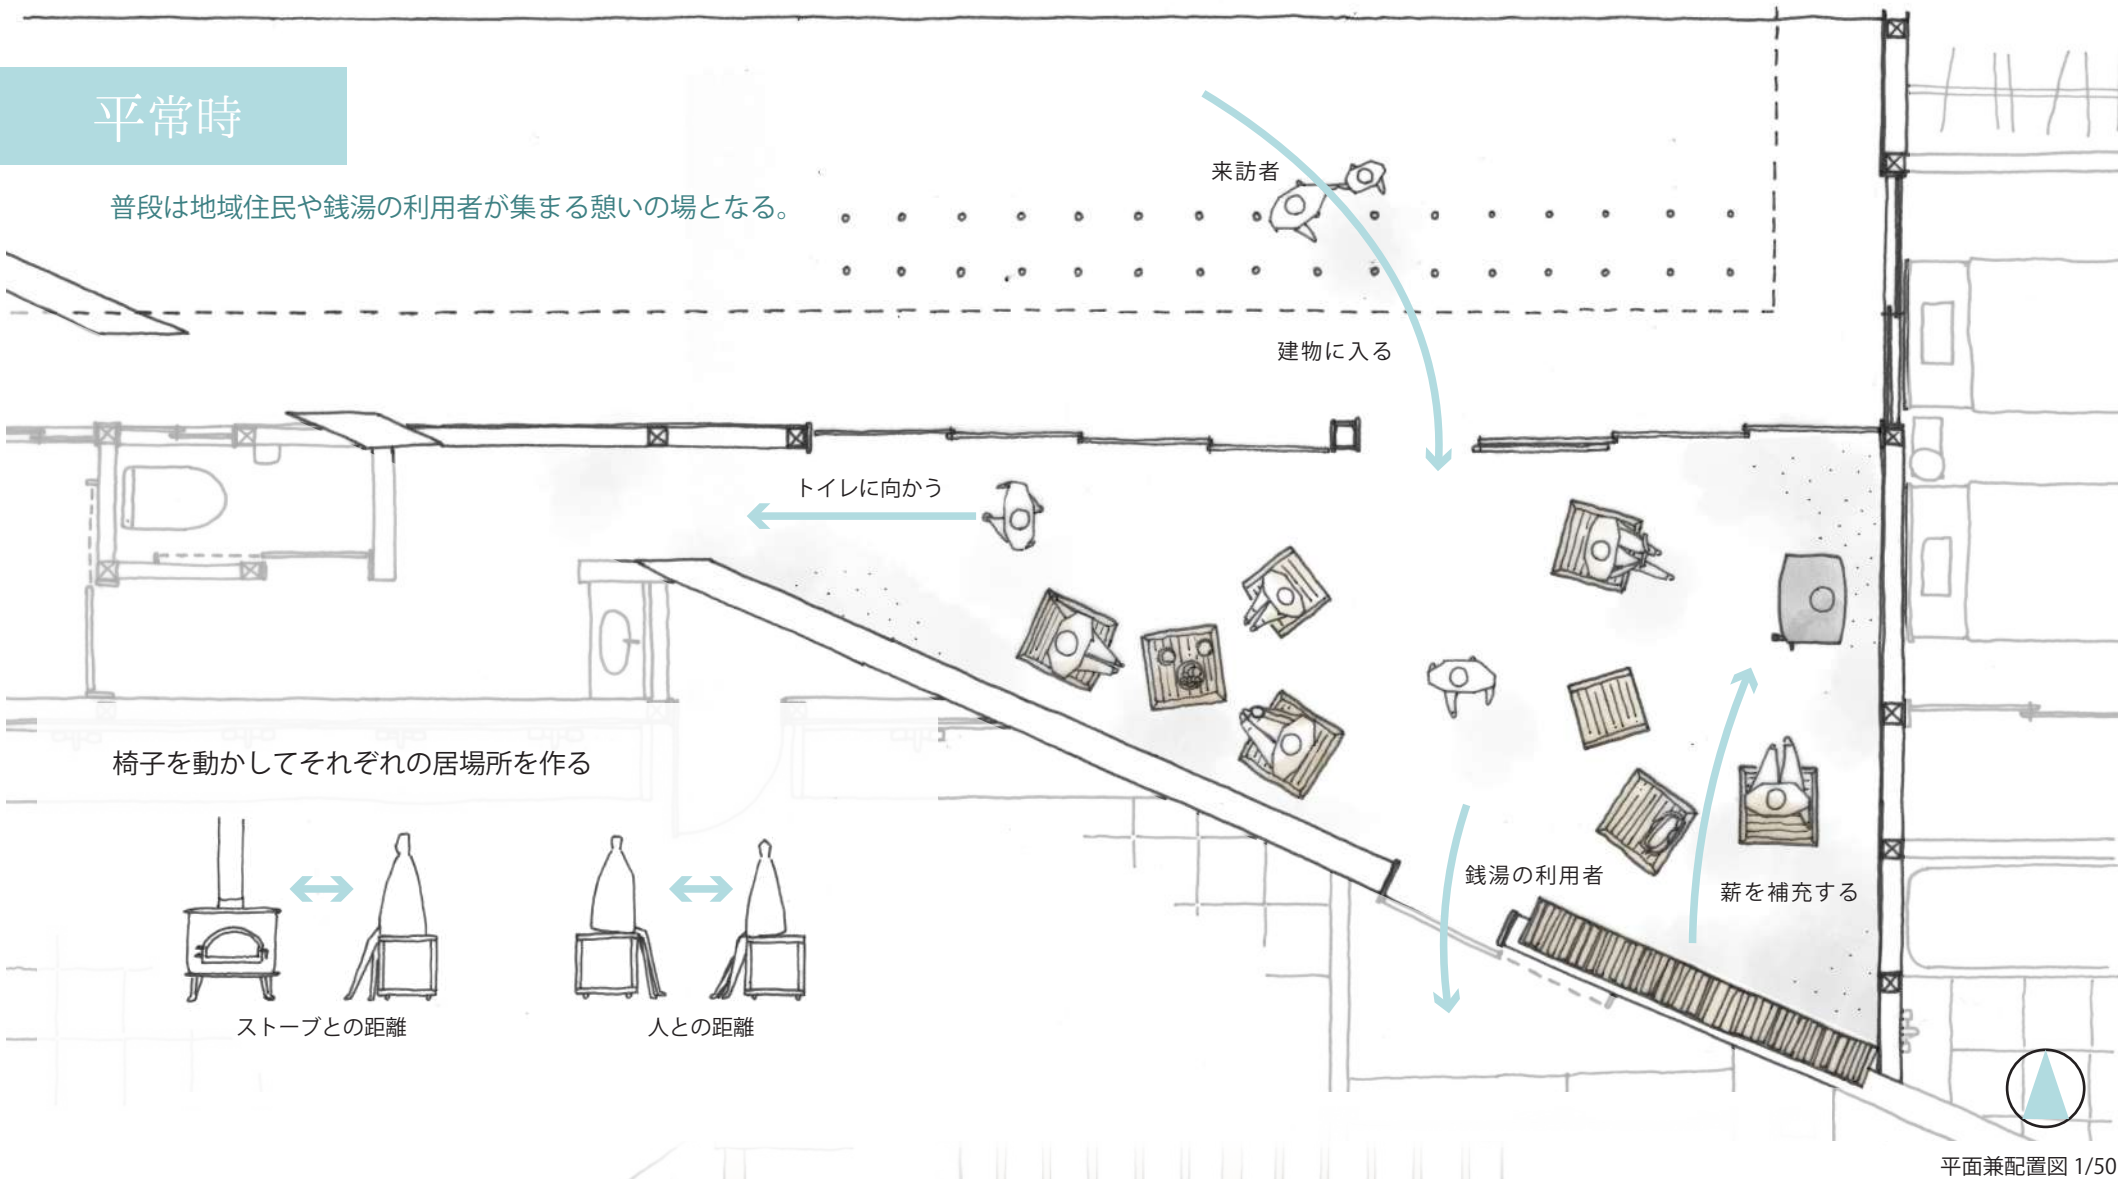 平常時
普段は地域住民や銭湯の利用者が集まる憩いの場となる。
来訪者
建物に入る
トイレに向かう
銭湯の利用者
薪を補充する
椅子を動かしてそれぞれの居場所を作る
ストーブとの距離
人との距離
平面兼配置図 1/50